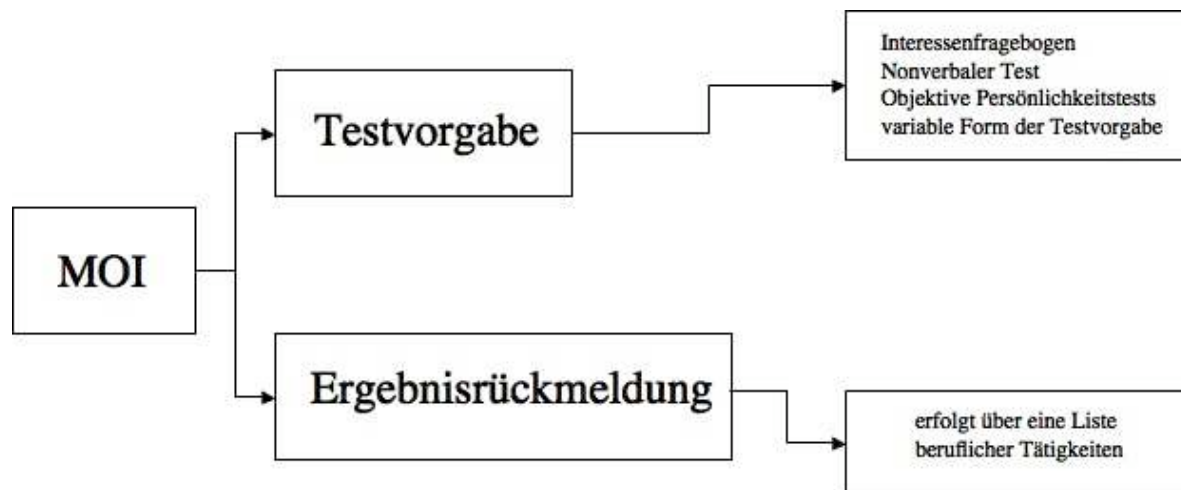 Interessenfragebogen
Nonverbaler Test
Objektive Persönlichkeitstests
variable Form der Testvorgabe
Testvorgabe
MOI
Ergebnisrückmeldung
erfolgt über eine Liste
beruflicher Tätigkeiten